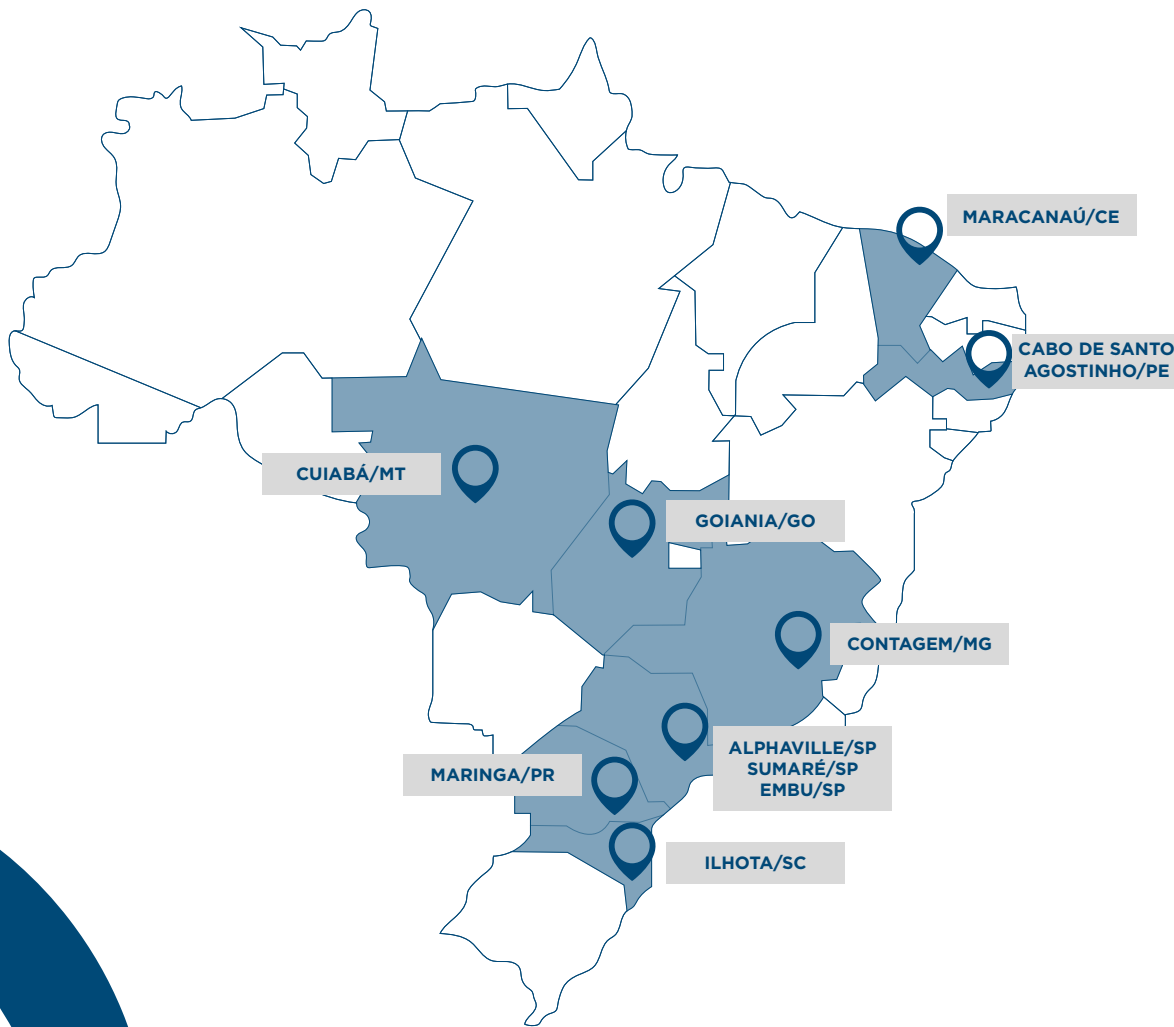 MARACANAÚ/CE
CABO DE SANTO
AGOSTINHO/PE
CUIABÁ/MT
GOIANIA/GO
CONTAGEM/MG
ALPHAVILLE/SP
SUMARÉ/SP
EMBU/SP
MARINGA/PR
ILHOTA/SC